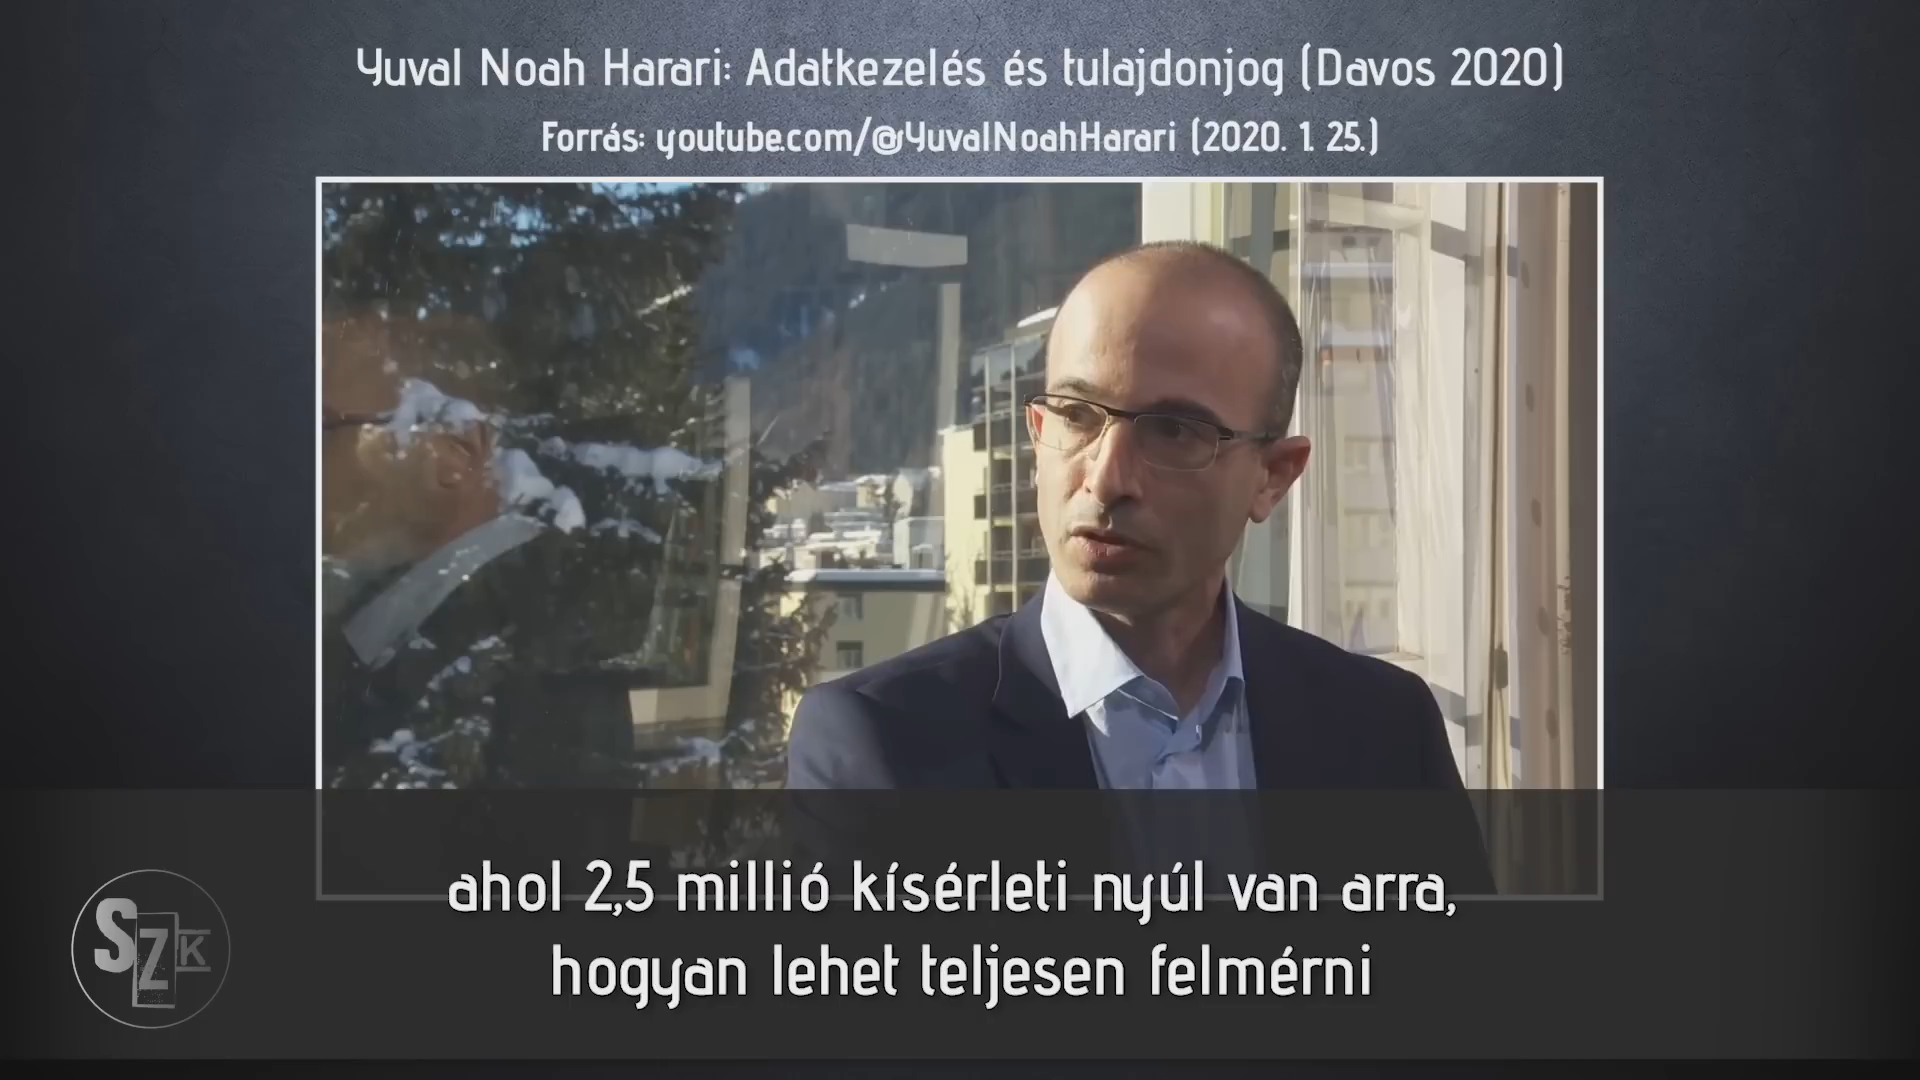 Yuval Noah Harari: Adatkezelés és tulajdonjog (Davos 2020)
Forrás: youtube.com/@YuvalNoahHarari (2020. 1. 25.)
ahol 2,5 millió kísérleti nyúl van arra,
hogyan lehet teljesen felmérni
SZK